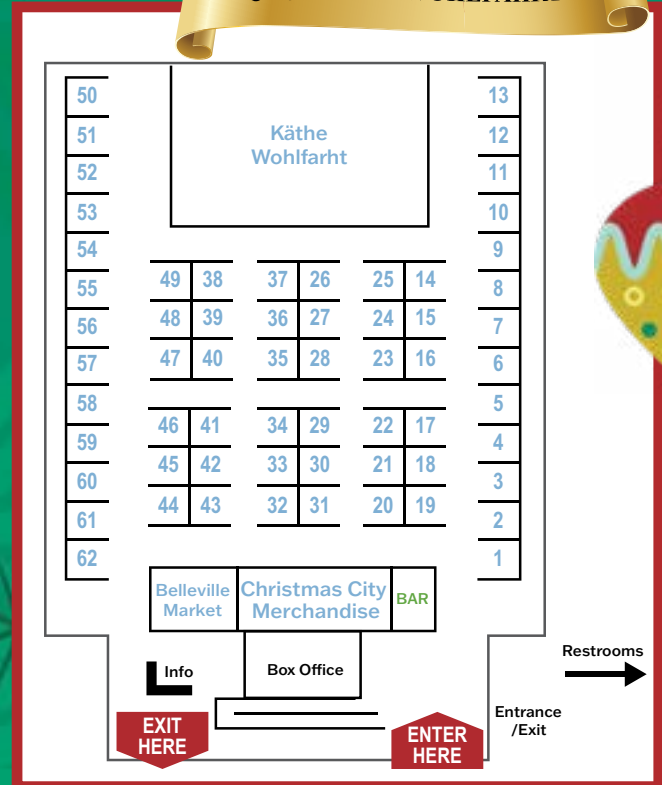 Käthe
Wohlfarht
50
51
52
53
54
55
56
57
58
59
60
61
62
13
12
11
10
9
8
7
6
5
4
3
2
1
49 38 37 26 25 14
48 39 36 27 24 15
47 40 35 28 23 16
46 41 34 29 22 17
45 42 33 30 21 18
44 43 32 31 20 19
Belleville
Market
Christmas City
Merchandise
BAR
Info
Box Office
Restrooms
Entrance
/Exit
EXIT
HERE
ENTER
HERE